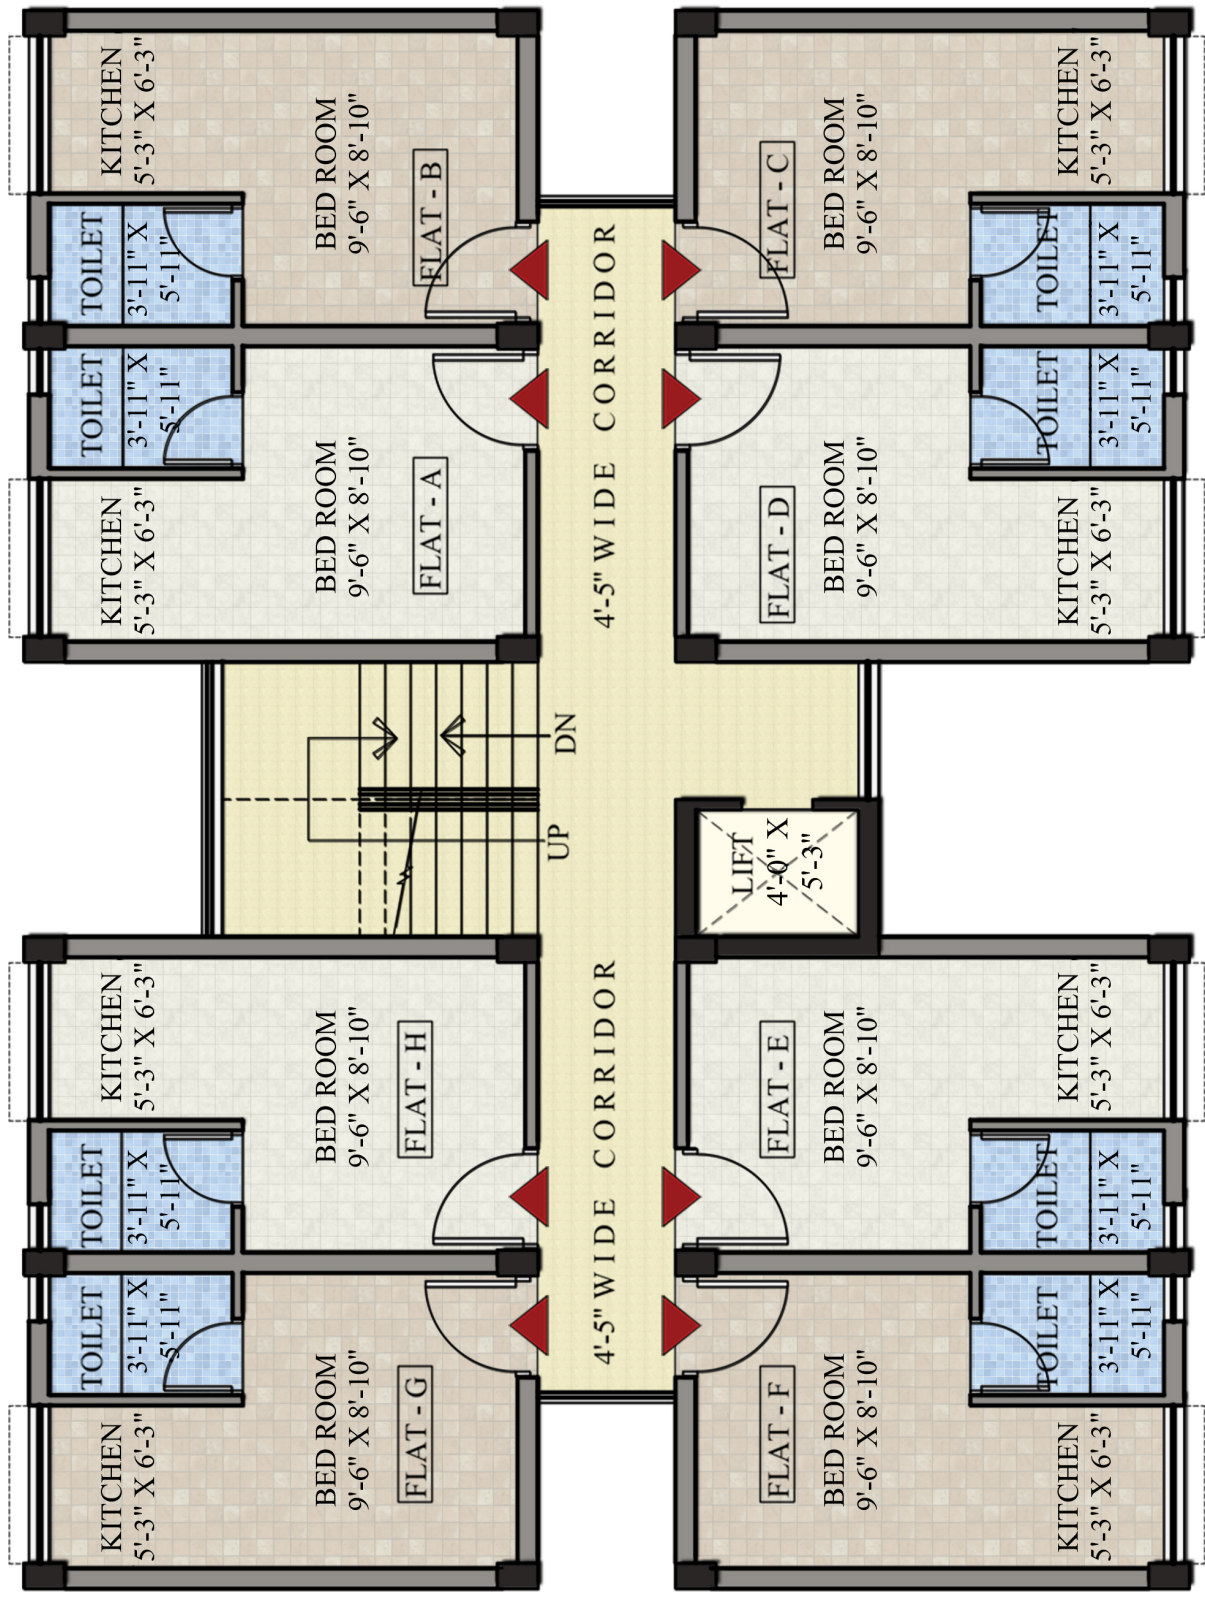 KITCHEN
5'-3" X 6'-3"
BED ROOM
9'-6" X 8'-10"
FLAT - B
TOILET
3'-11" X
5'-11"
FLAT - C
BED ROOM
9'-6" X 8'-10"
KITCHEN
5'-3" X 6'-3"
TOILET
3'-11" X
5'-11"
TOILET
3'-11" X
5'-11"
KITCHEN
5'-3" X 6'-3"
BED ROOM
9'-6" X 8'-10"
FLAT - A
4'-5" WIDE CORRIDOR
FLAT - D
BED ROOM
9'-6" X 8'-10"
TOILET
3'-11" X
5'-11"
KITCHEN
5'-3" X 6'-3"
DN
UP
LIFT
4'-0" X
5'-3"
KITCHEN
5'-3" X 6'-3"
BED ROOM
9'-6" X 8'-10"
FLAT - H
TOILET
3'-11" X
5'-11"
4'-5" WIDE CORRIDOR
FLAT - E
BED ROOM
9'-6" X 8'-10"
KITCHEN
5'-3" X 6'-3"
TOILET
3'-11" X
5'-11"
TOILET
3'-11" X
5'-11"
KITCHEN
5'-3" X 6'-3"
BED ROOM
9'-6" X 8'-10"
FLAT - G
FLAT - F
BED ROOM
9'-6" X 8'-10"
TOILET
3'-11" X
5'-11"
KITCHEN
5'-3" X 6'-3"